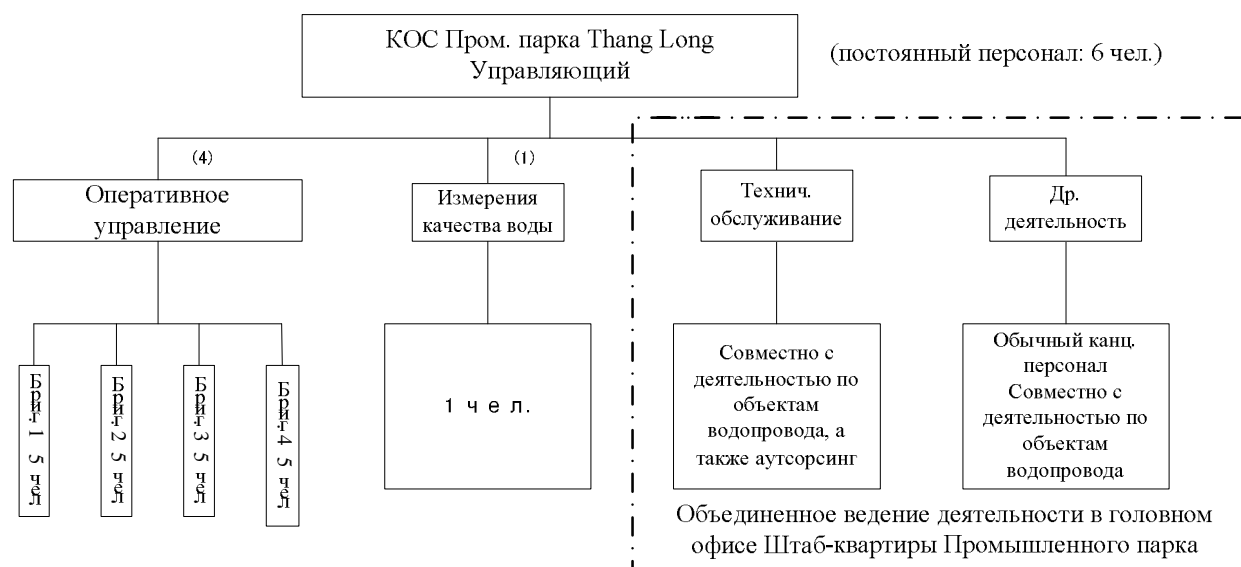 КОС Пром. парка Thang Long
Управляющий
(постоянный персонал: 6 чел.)
(4)
(1)
Оперативное
управление
Измерения
качества воды
Технич.
обслуживание
Др.
деятельность
Бриг. 1 5 чел
Бриг. 2 5 чел
Бриг. 3 5 чел
Бриг. 4 5 чел
1 чел.
Совместно с
деятельностью по
объектам
водопровода, а
также аутсорсинг
Обычный канц.
персонал
Совместно с
деятельностью по
объектам
водопровода
Объединенное ведение деятельности в головном
офисе Штаб-квартиры Промышленного парка